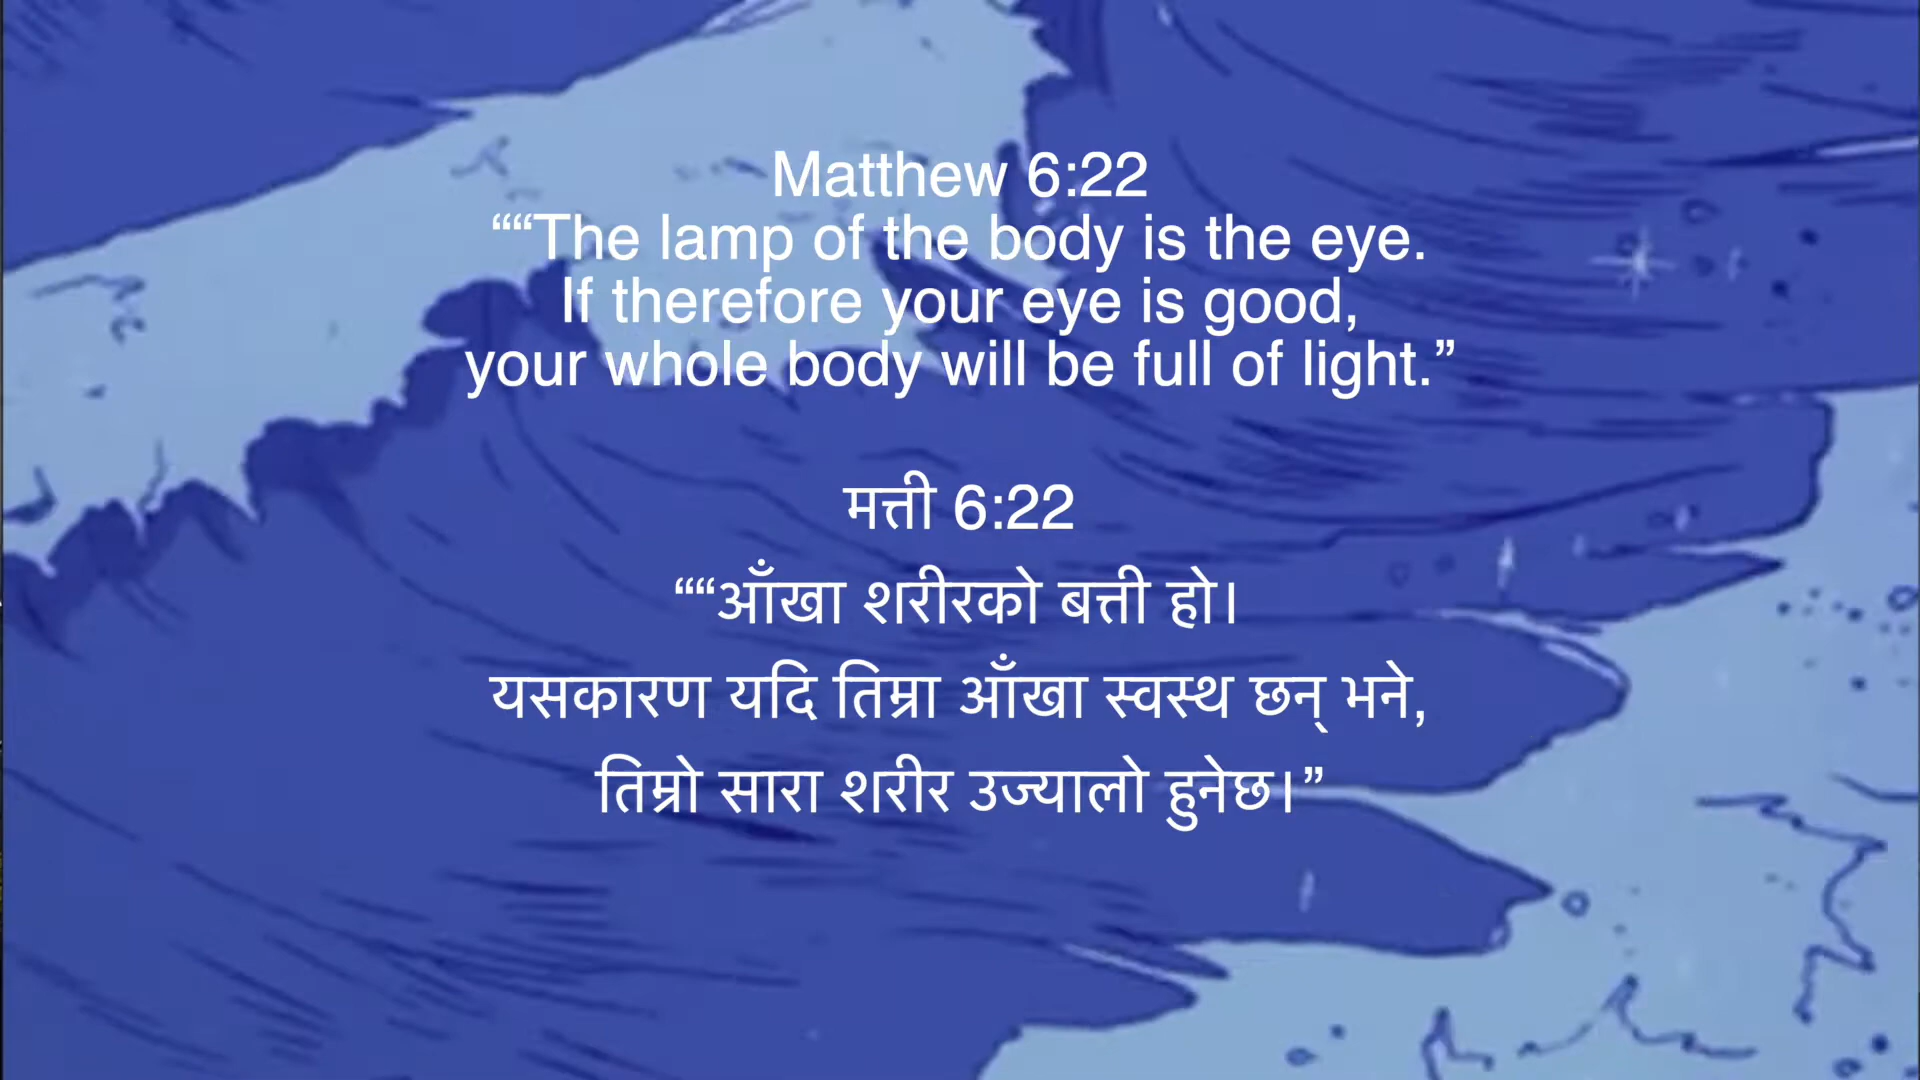 Matthew 6:22
““The lamp of the body is the eye.
If therefore your eye is good,
your whole body will be full of light.”
मत्ती 6:22
““आँखा शरीरको बत्ती हो।
यसकारण यदि तिम्रा आँखा स्वस्थ छन् भने,
तिम्रो सारा शरीर उज्यालो हुनेछ।”